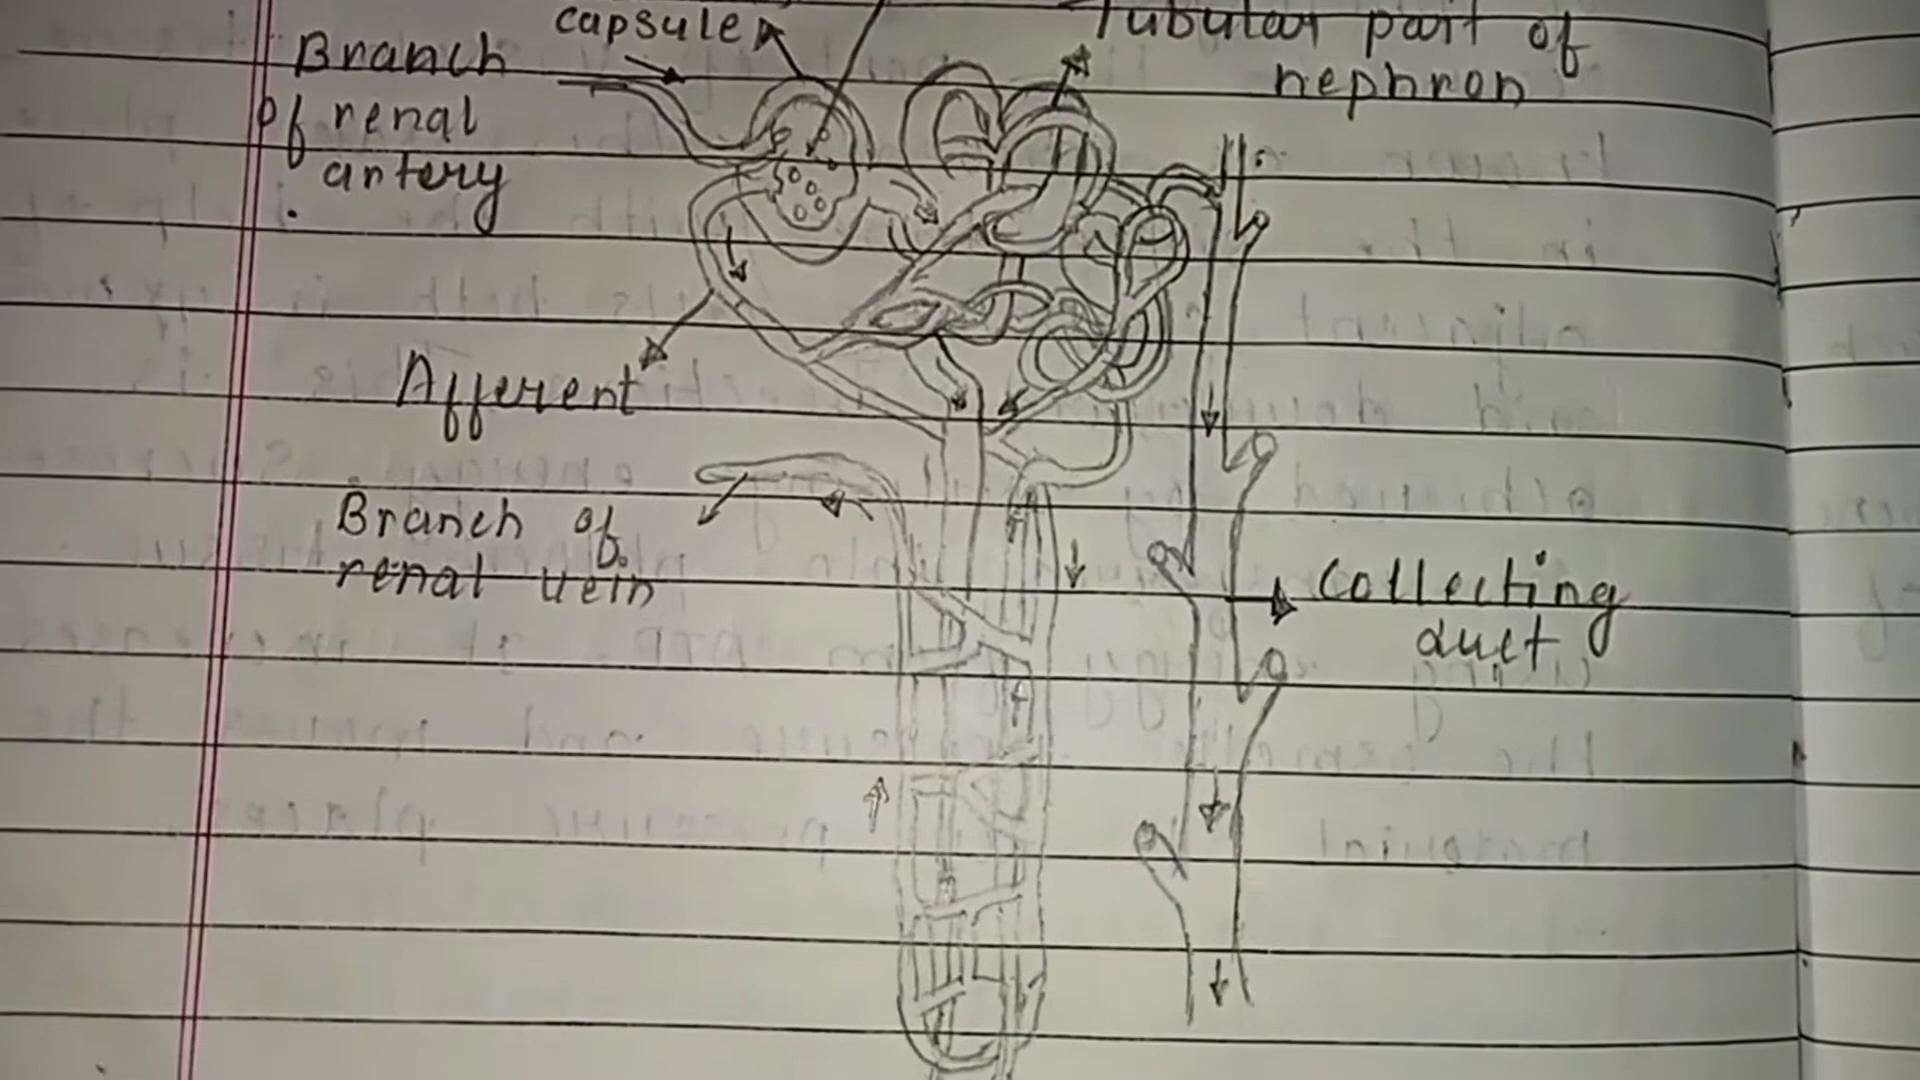 capsule
Tubular part of
nephron
Branch
of renal
artery
Afferent
Branch of
renal vein
Collecting
duct